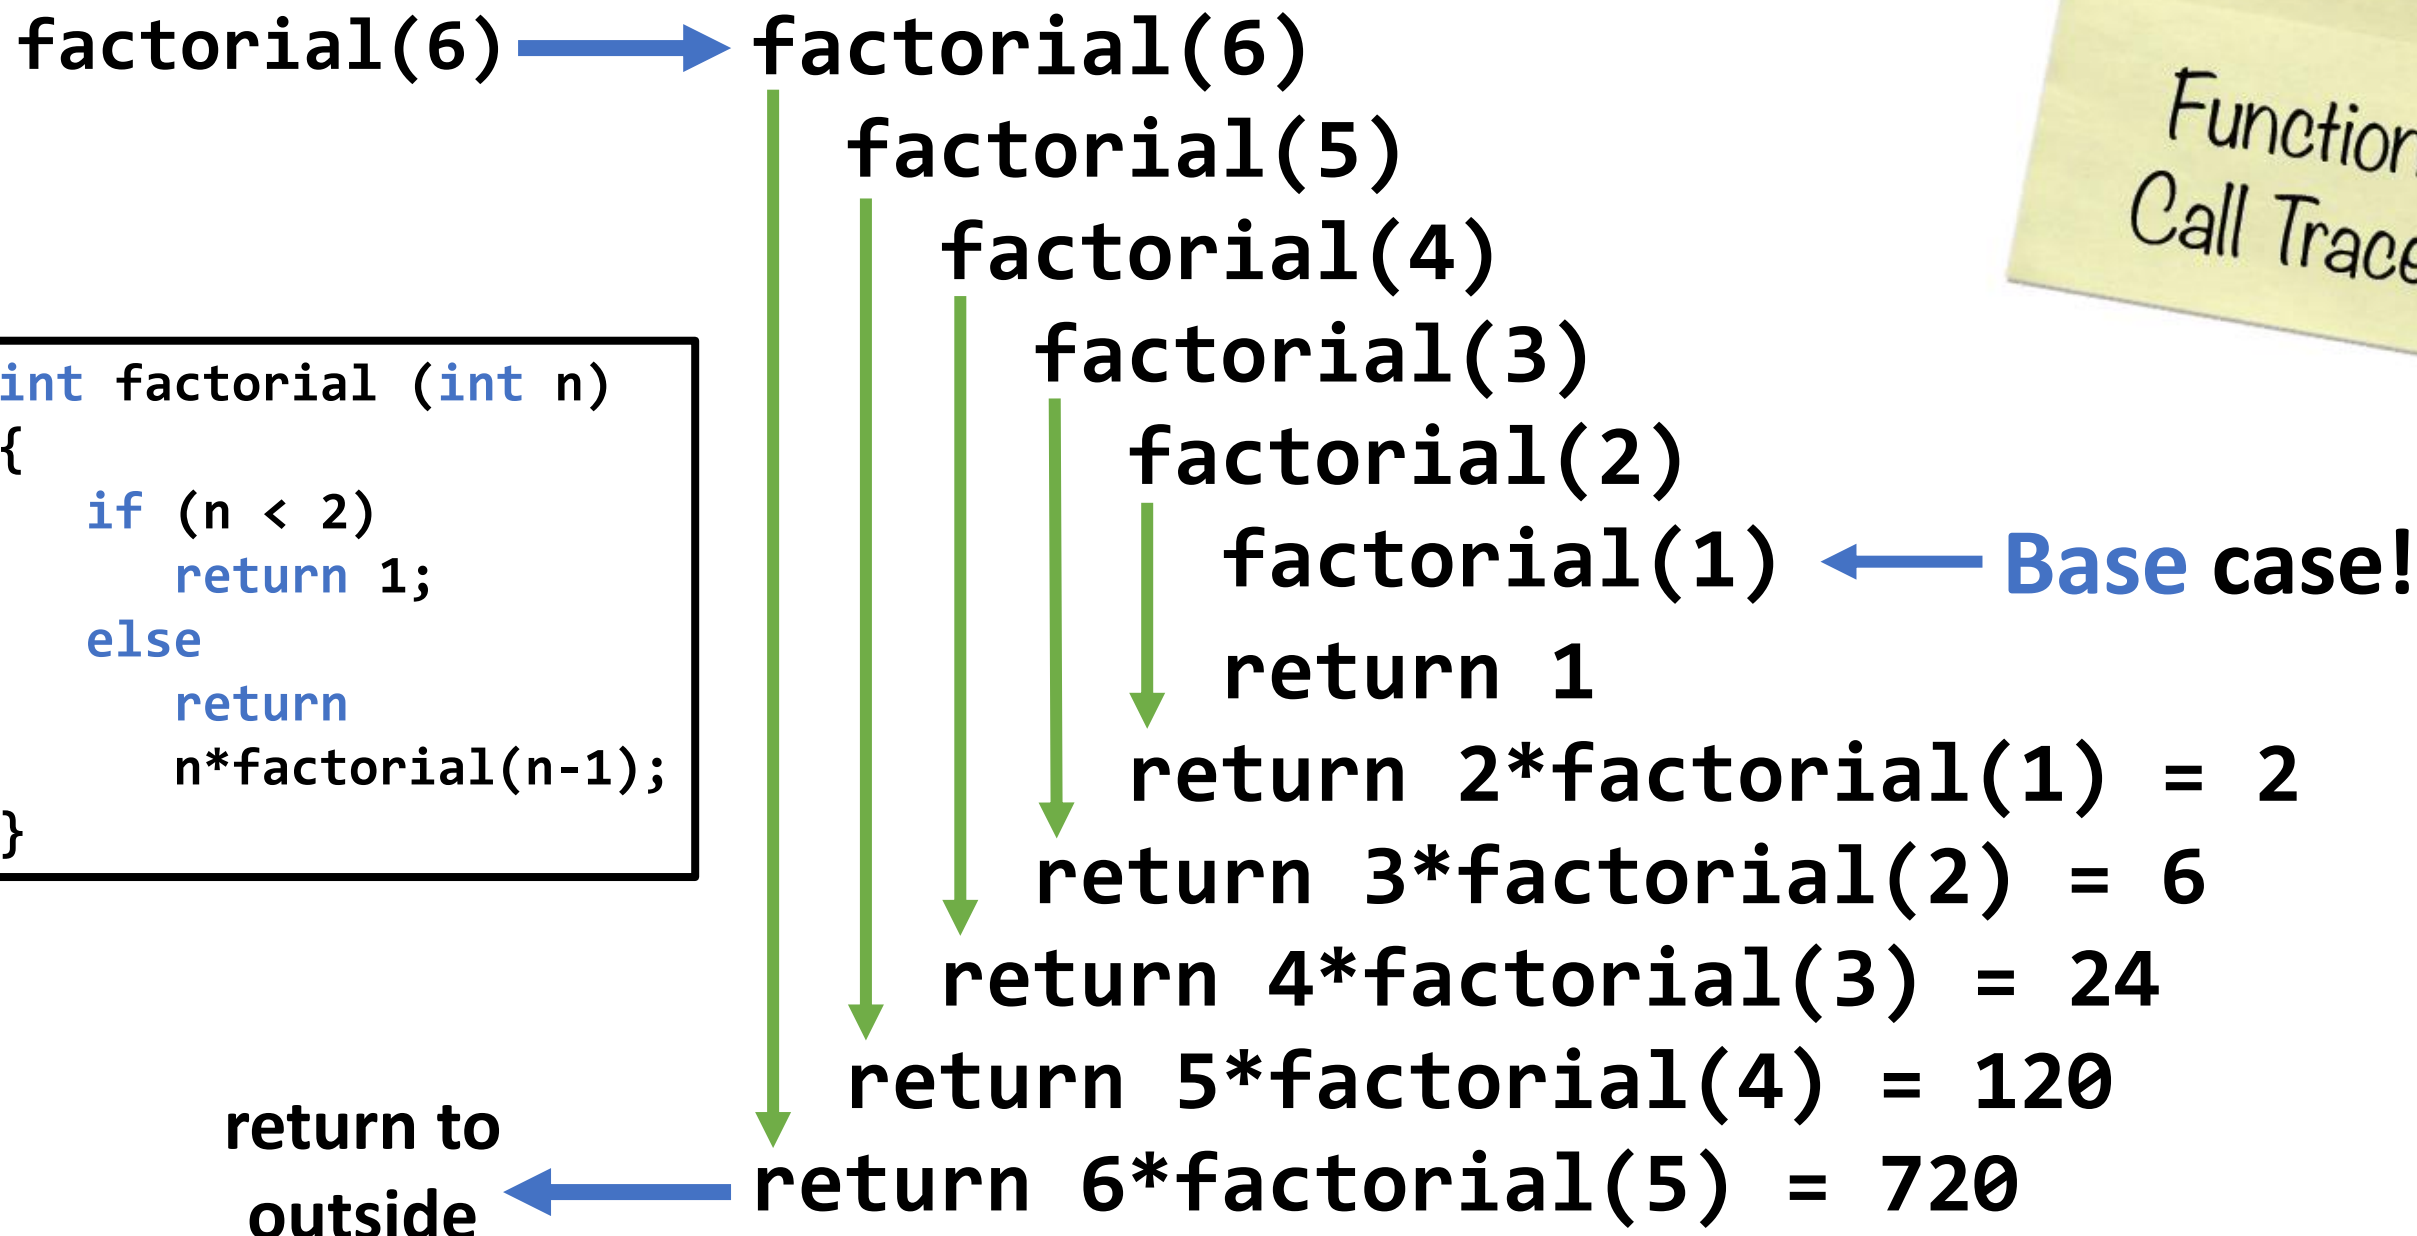 factorial(6)
factorial(6)
factorial(5)
factorial(4)
factorial(3)
factorial(2)
factorial(1)
Base case!
return 1
return 2*factorial(1) = 2
return 3*factorial(2) = 6
return 4*factorial(3) = 24
return 5*factorial(4) = 120
return 6*factorial(5) = 720
return to
outside
int factorial (int n)
{
if (n < 2)
return 1;
else
return
n*factorial(n-1);
}
Function
Call Trace